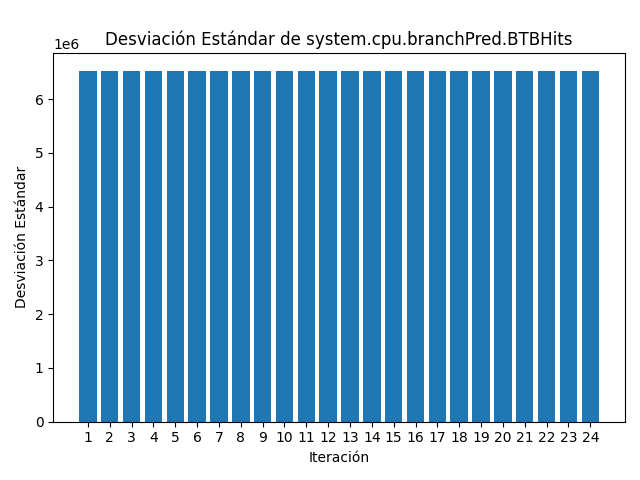 Desviación Estándar de system.cpu.branchPred.BTBHits
1e6
Desviación Estándar
6
5
4
3
2
1
0
1 2 3 4 5 6 7 8 9 10 11 12 13 14 15 16 17 18 19 20 21 22 23 24
Iteración